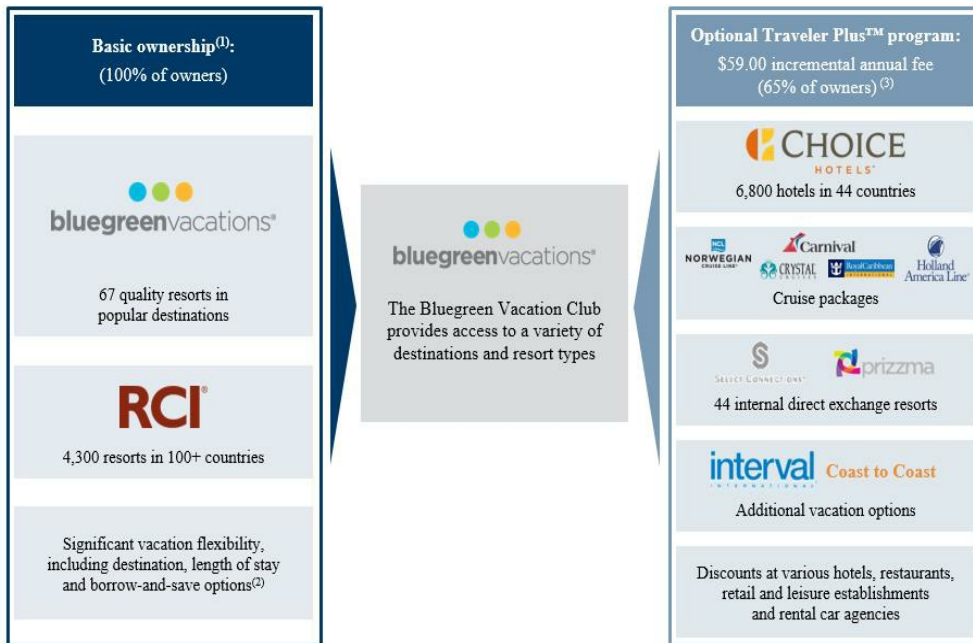 Basic ownership(1):
(100% of owners)
bluegreenvacations®
67 quality resorts in
popular destinations
RCI®
4,300 resorts in 100+ countries
Significant vacation flexibility,
including destination, length of stay
and borrow-and-save options(2)
bluegreenvacations®
The Bluegreen Vacation Club
provides access to a variety of
destinations and resort types
Optional Traveler Plus™ program:
$59.00 incremental annual fee
(65% of owners) (3)
CHOICE
HOTELS®
6,800 hotels in 44 countries
NCL
NORWEGIAN
CRUISE LINE®
Carnival
CRYSTAL
RoyalCaribbean
INTERNATIONAL
Holland
America Line®
Cruise packages
SELECT CONNECTIONS
prizzma
44 internal direct exchange resorts
interval
INTERNATIONAL
Coast to Coast
Additional vacation options
Discounts at various hotels, restaurants,
retail and leisure establishments
and rental car agencies